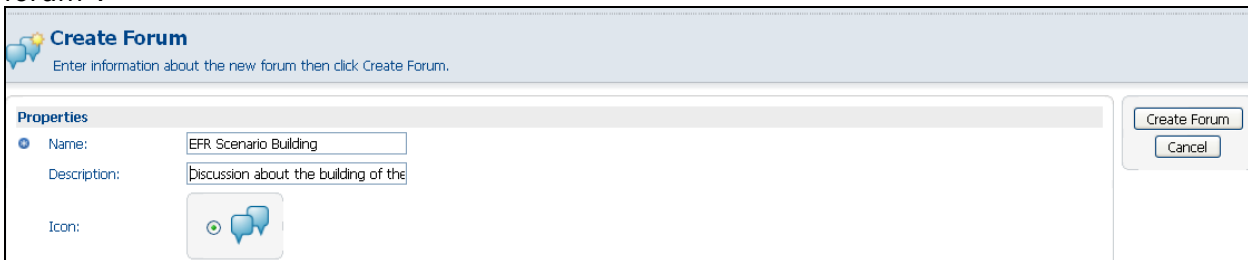 Create Forum
Enter information about the new forum then click Create Forum.
Properties
Create Forum
Name: EFR Scenario Building
Cancel
Description: Discussion about the building of the
Icon: